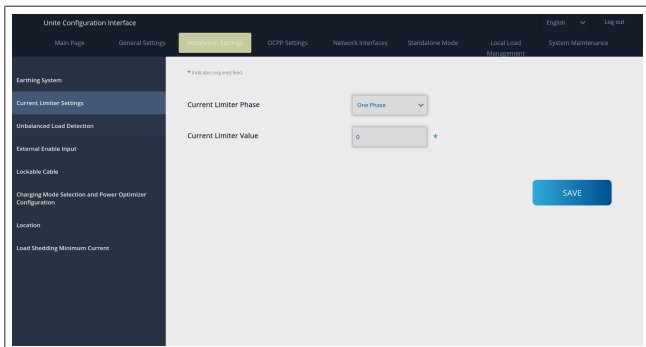 Unite Configuration Interface
English
Log out
Main Page
General Settings
Installation Settings
OCPP Settings
Network Interfaces
Standalone Mode
Local Load
Management
System Maintenance
Earthing System
Current Limiter Settings
Unbalanced Load Detection
External Enable Input
Lockable Cable
Charging Mode Selection and Power Optimizer
Configuration
Location
Load Shedding Minimum Current
* Indicates required field.
Current Limiter Phase
One Phase
Current Limiter Value
0 *
SAVE